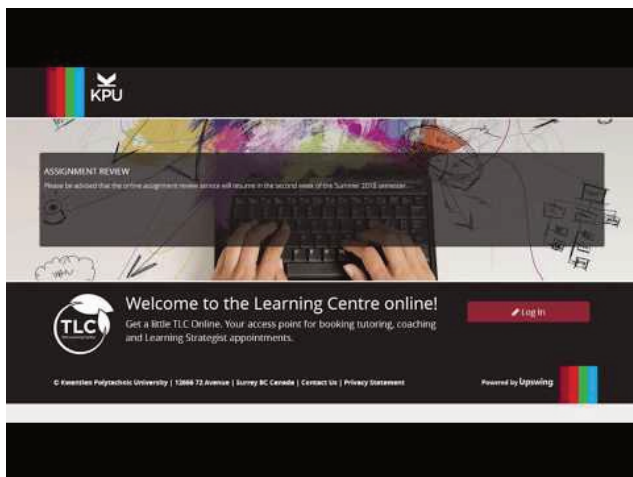 KPU
ASSIGNMENT REVIEW
Please be advised that the online assignment review service will resume in the second week of the Summer 2018 semester...
TLC
Welcome to the Learning Centre online!
Log In
Get a little TLC Online. Your access point for booking tutoring, coaching
and Learning Strategist appointments.
© Kwantlen Polytechnic University | 12666 72 Avenue | Surrey BC Canada | Contact Us | Privacy Statement
Powered by Upswing